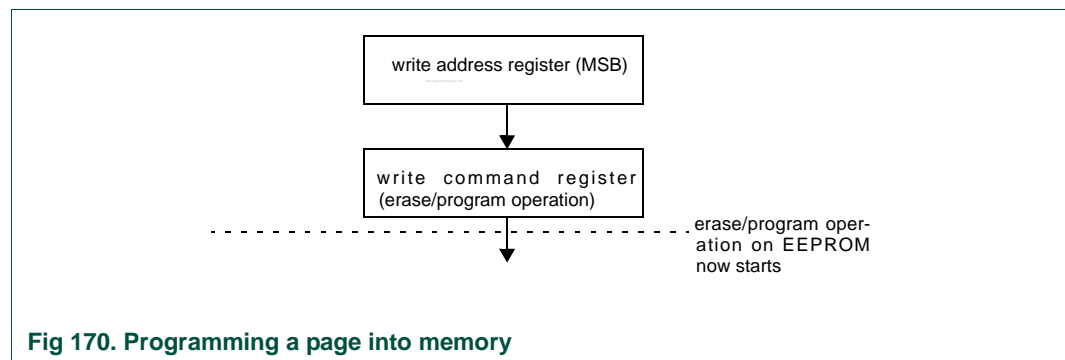 write address register (MSB)
write command register
(erase/program operation)
erase/program oper-
ation on EEPROM
now starts
Fig 170. Programming a page into memory